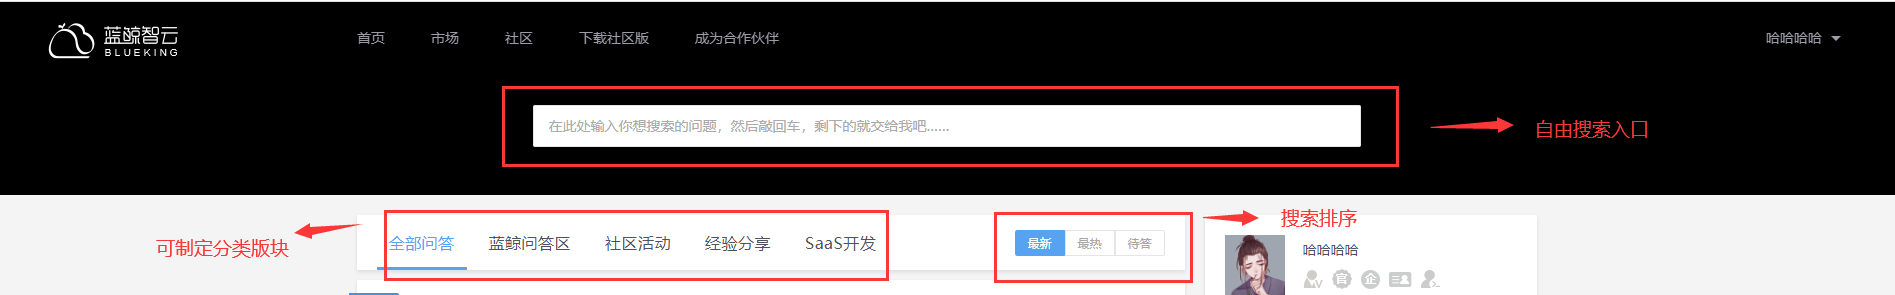 蓝鲸智云
BLUEKING
首页 市场 社区 下载社区版 成为合作伙伴 哈哈哈哈
在此处输入你想搜索的问题，然后敲回车，剩下的就交给我吧......
自由搜索入口
可制定分类版块
全部问答 蓝鲸问答区 社区活动 经验分享 SaaS开发
最新 最热 待答
搜索排序
哈哈哈哈
V 官 企